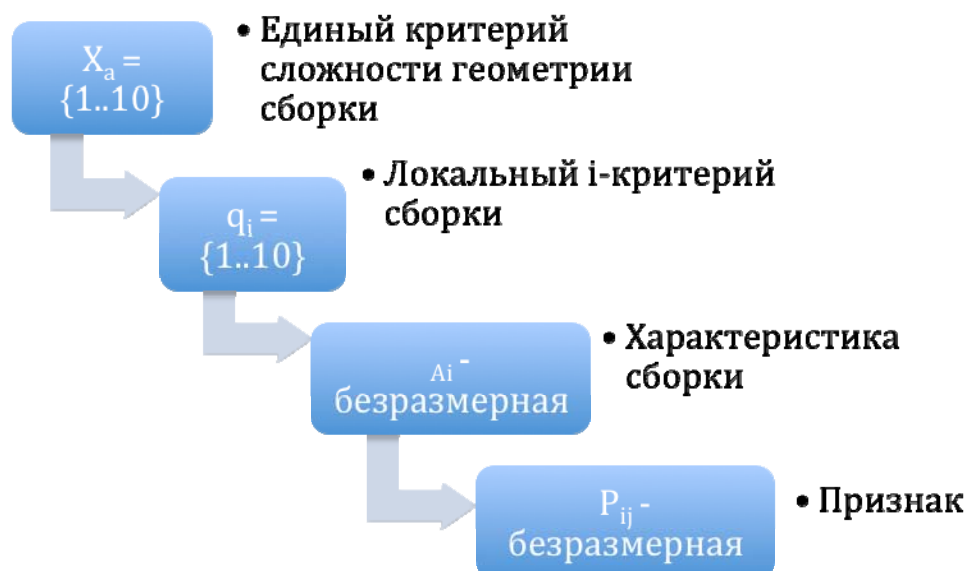 Xₐ =
{1..10}
• Единый критерий
сложности геометрии
сборки
qᵢ =
{1..10}
• Локальный i-критерий
сборки
Ai -
безразмерная
• Характеристика
сборки
Pᵢⱼ -
безразмерная
• Признак